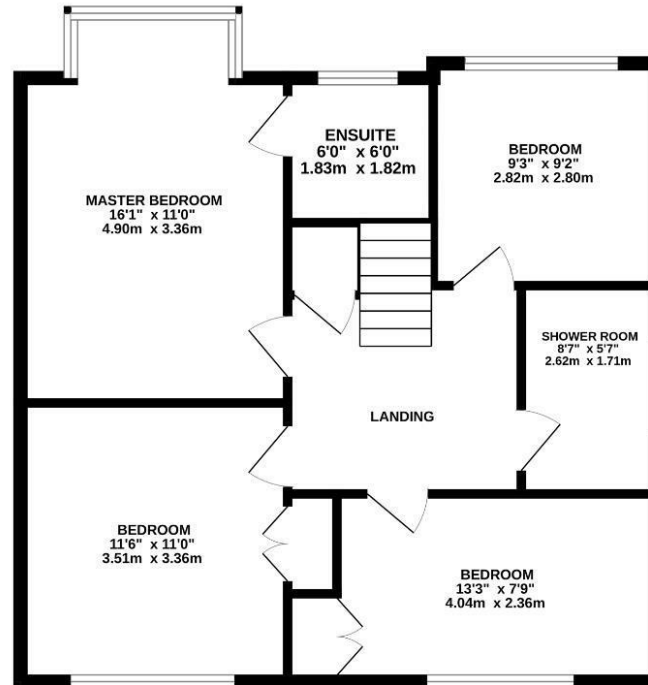 ENSUITE
6'0" x 6'0"
1.83m x 1.82m
BEDROOM
9'3" x 9'2"
2.82m x 2.80m
MASTER BEDROOM
16'1" x 11'0"
4.90m x 3.36m
SHOWER ROOM
8'7" x 5'7"
2.62m x 1.71m
LANDING
BEDROOM
11'6" x 11'0"
3.51m x 3.36m
BEDROOM
13'3" x 7'9"
4.04m x 2.36m